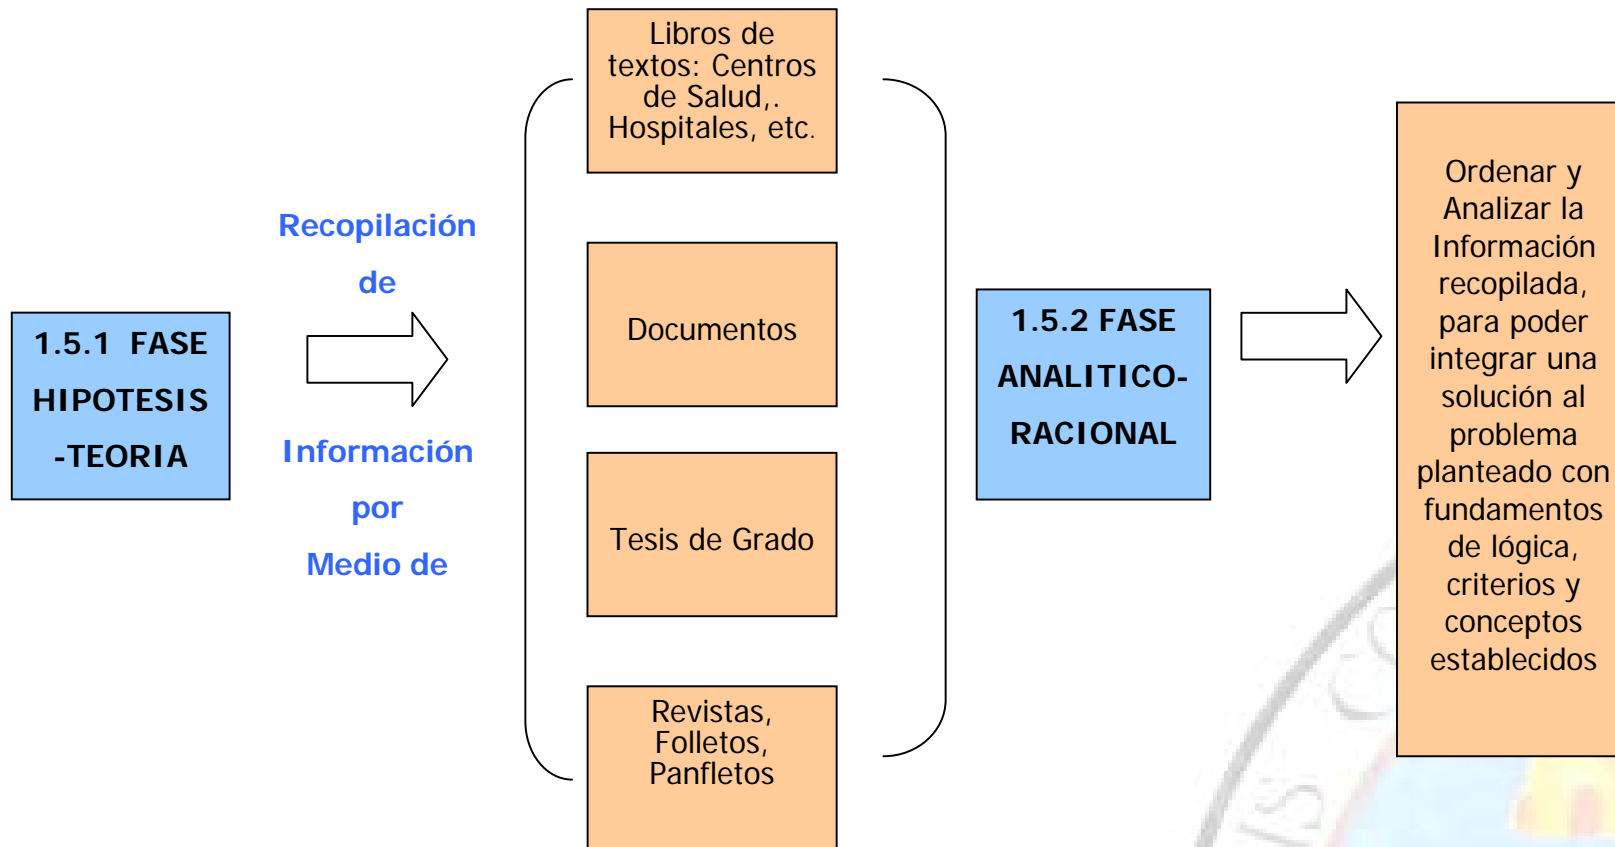 1.5.1 FASE
HIPOTESIS
-TEORIA
Recopilación
de
Información
por
Medio de
Libros de
textos: Centros
de Salud,.
Hospitales, etc.
Documentos
Tesis de Grado
Revistas,
Folletos,
Panfletos
1.5.2 FASE
ANALITICO-
RACIONAL
Ordenar y
Analizar la
Información
recopilada,
para poder
integrar una
solución al
problema
planteado con
fundamentos
de lógica,
criterios y
conceptos
establecidos